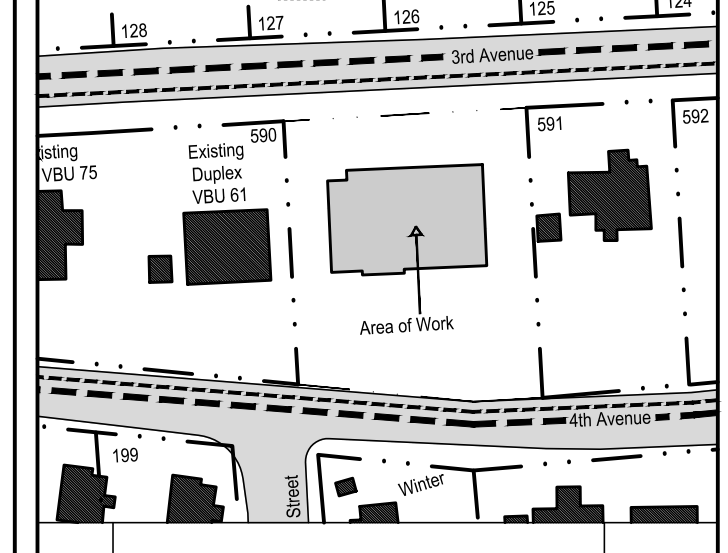 124
125
126
127
128
3rd Avenue
592
591
590
Existing
Duplex
VBU 61
isting
VBU 75
Area of Work
4th Avenue
199
Street
Winter